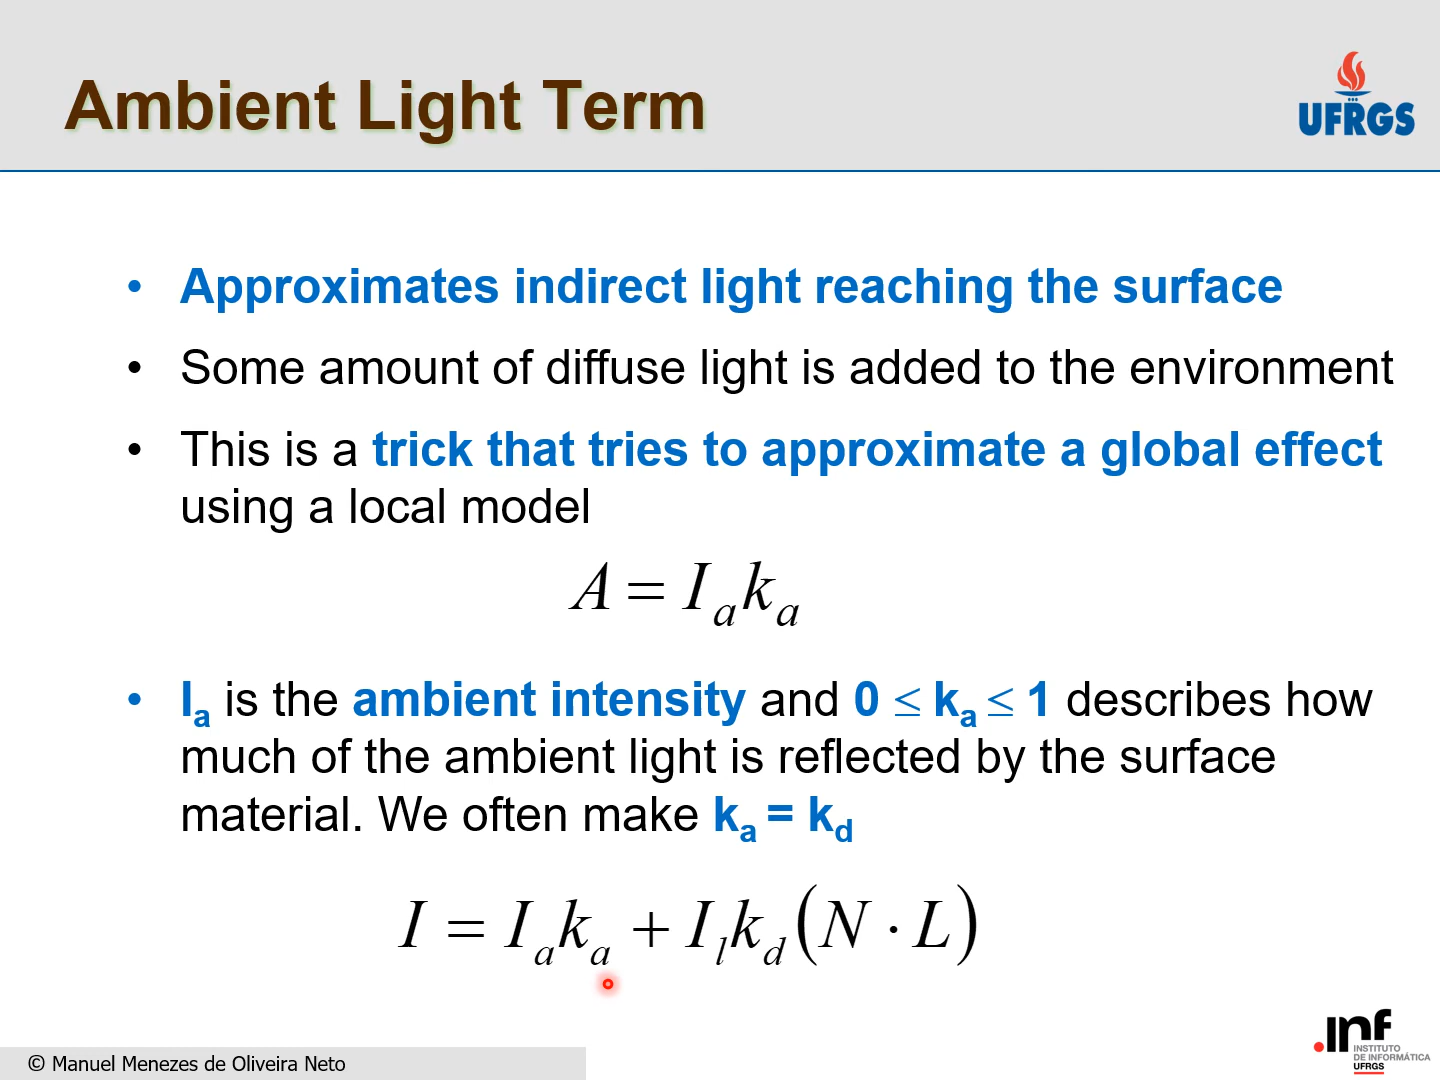 Ambient Light Term
UFRGS
• Approximates indirect light reaching the surface
• Some amount of diffuse light is added to the environment
• This is a trick that tries to approximate a global effect
using a local model
A = I_a k_a
• I_a is the ambient intensity and 0 ≤ k_a ≤ 1 describes how
much of the ambient light is reflected by the surface
material. We often make k_a = k_d
I = I_a k_a + I_l k_d (N · L)
.inf
INSTITUTO
DE INFORMÁTICA
UFRGS
© Manuel Menezes de Oliveira Neto